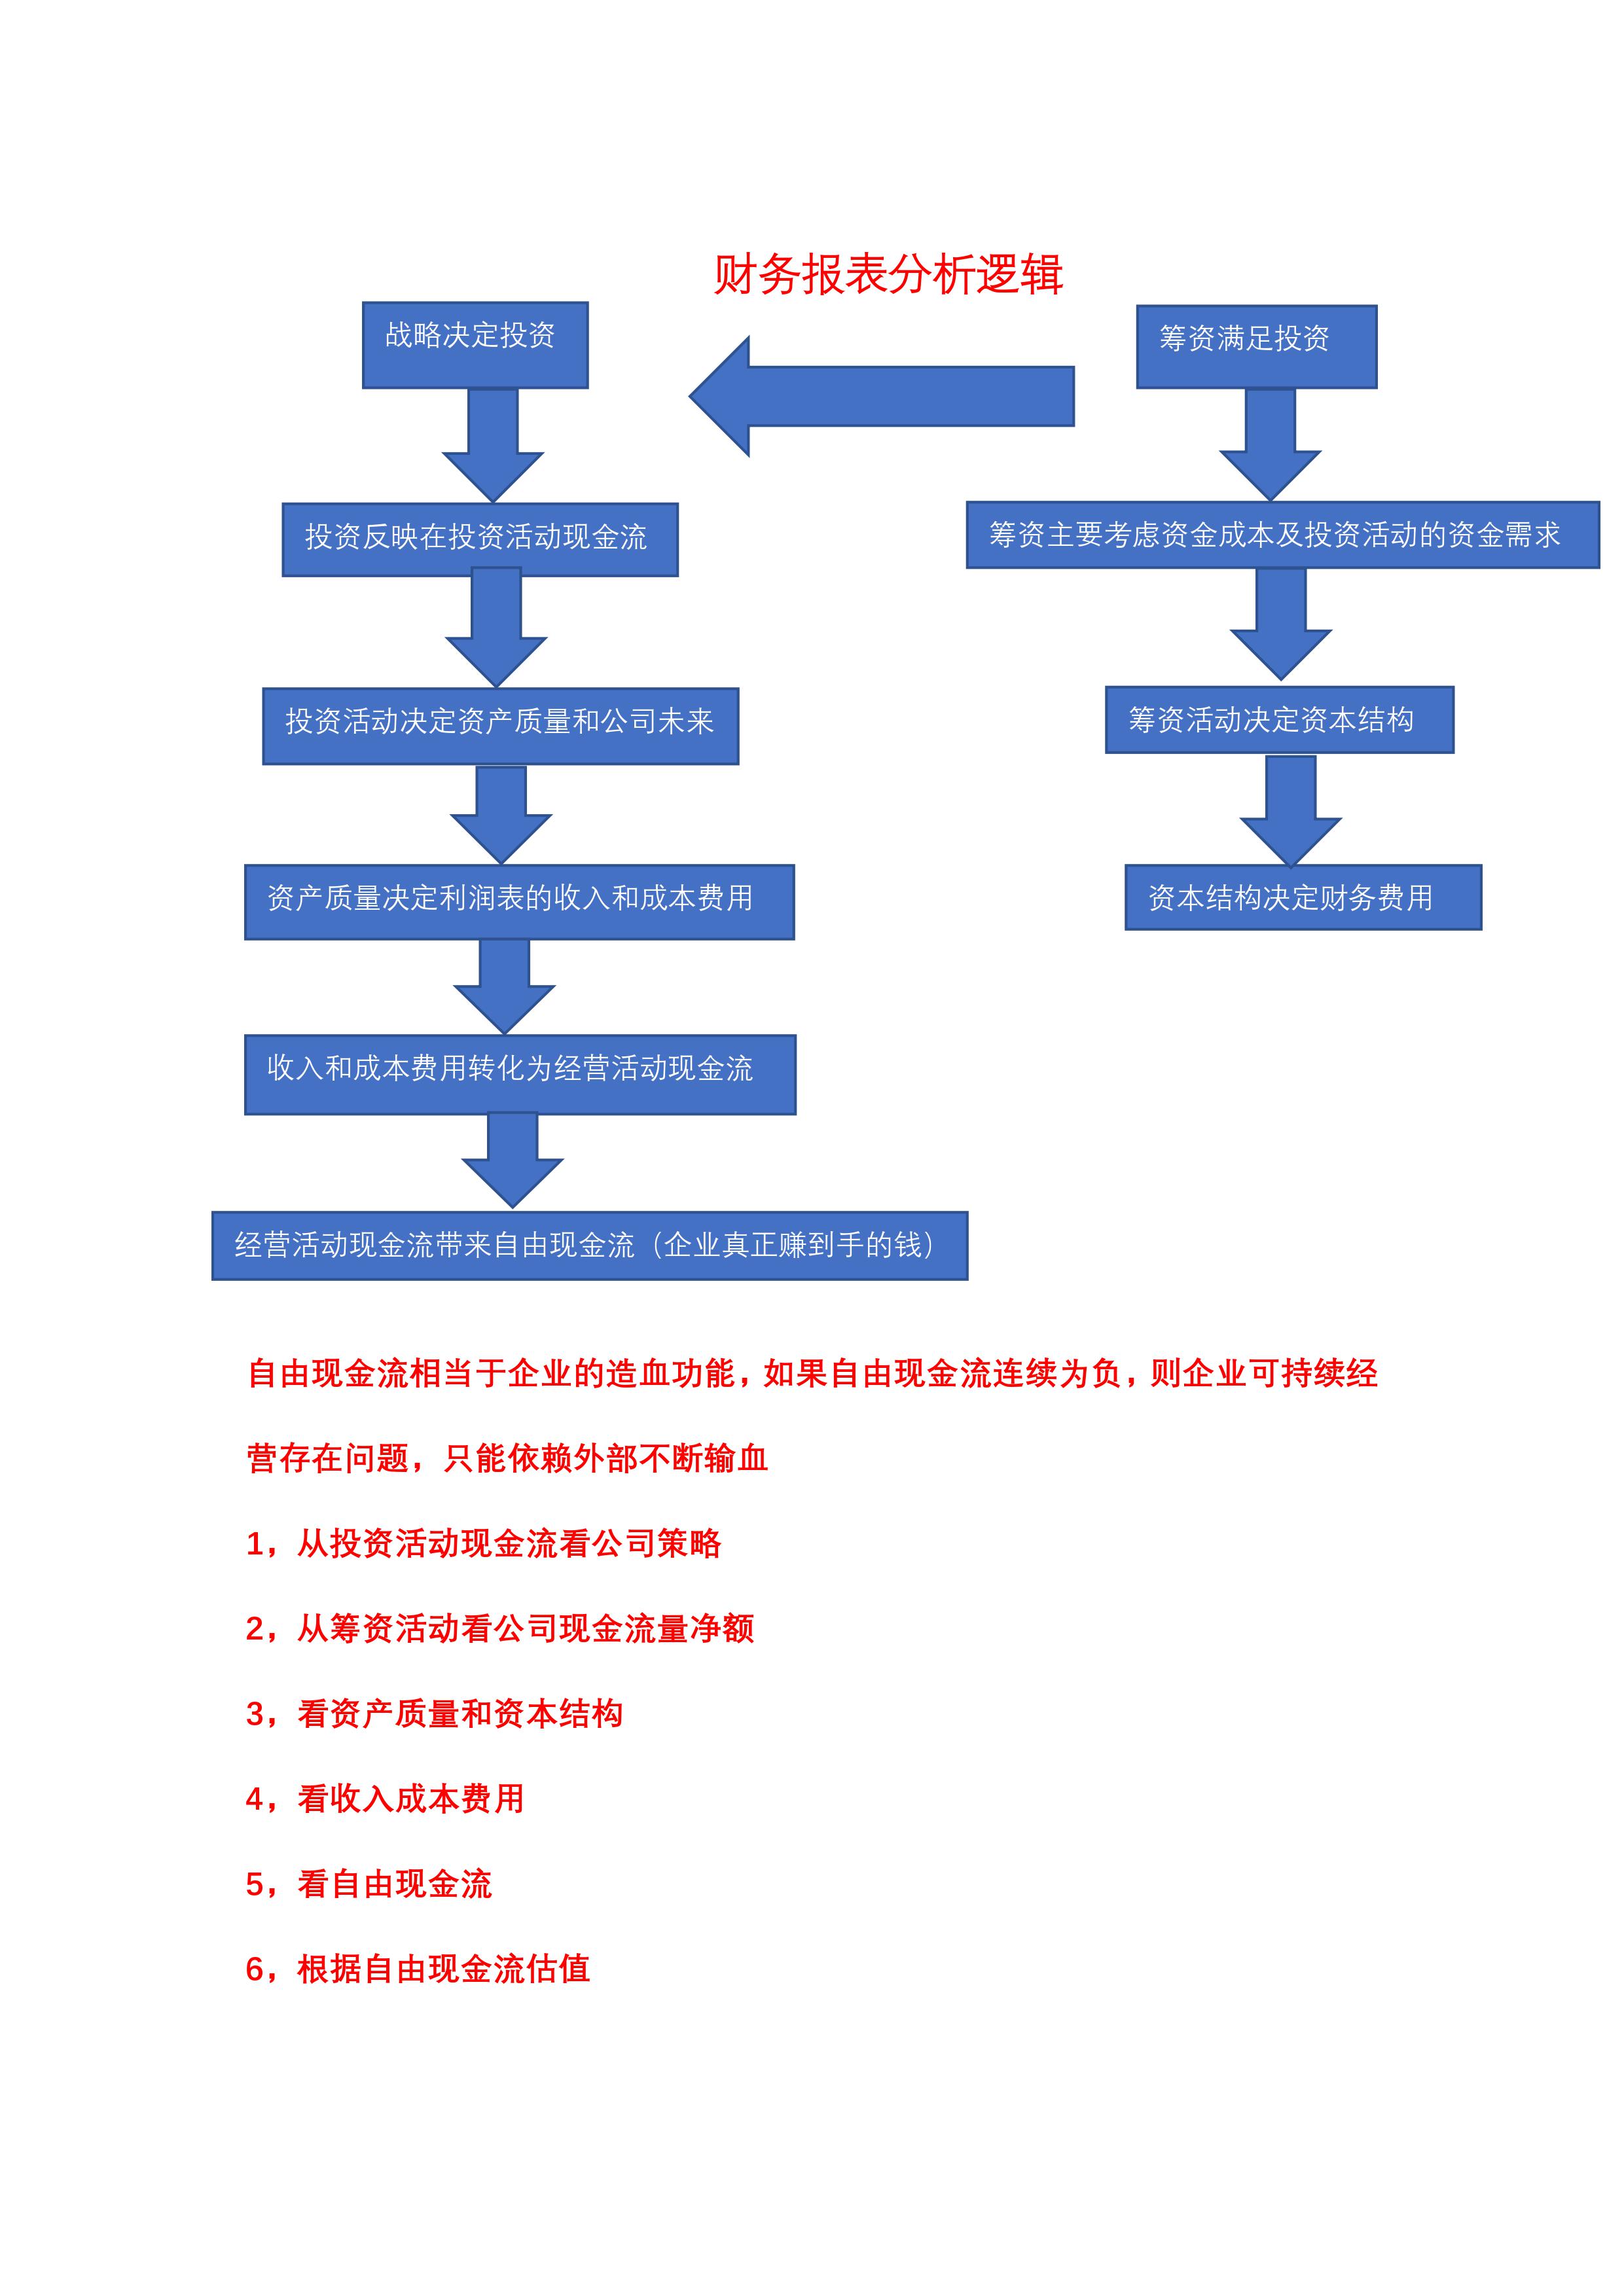 财务报表分析逻辑
战略决定投资
筹资满足投资
投资反映在投资活动现金流
筹资主要考虑资金成本及投资活动的资金需求
投资活动决定资产质量和公司未来
筹资活动决定资本结构
资产质量决定利润表的收入和成本费用
资本结构决定财务费用
收入和成本费用转化为经营活动现金流
经营活动现金流带来自由现金流（企业真正赚到手的钱）
自由现金流相当于企业的造血功能，如果自由现金流连续为负，则企业可持续经
营存在问题，只能依赖外部不断输血
1，从投资活动现金流看公司策略
2，从筹资活动看公司现金流量净额
3，看资产质量和资本结构
4，看收入成本费用
5，看自由现金流
6，根据自由现金流估值